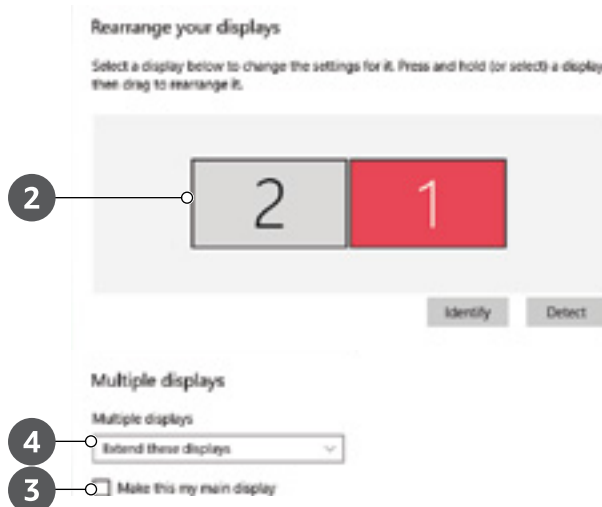 Rearrange your displays
Select a display below to change the settings for it. Press and hold (or select) a display
then drag to rearrange it.
2
2 1
Identify Detect
Multiple displays
Multiple displays
4
Extend these displays
3
Make this my main display